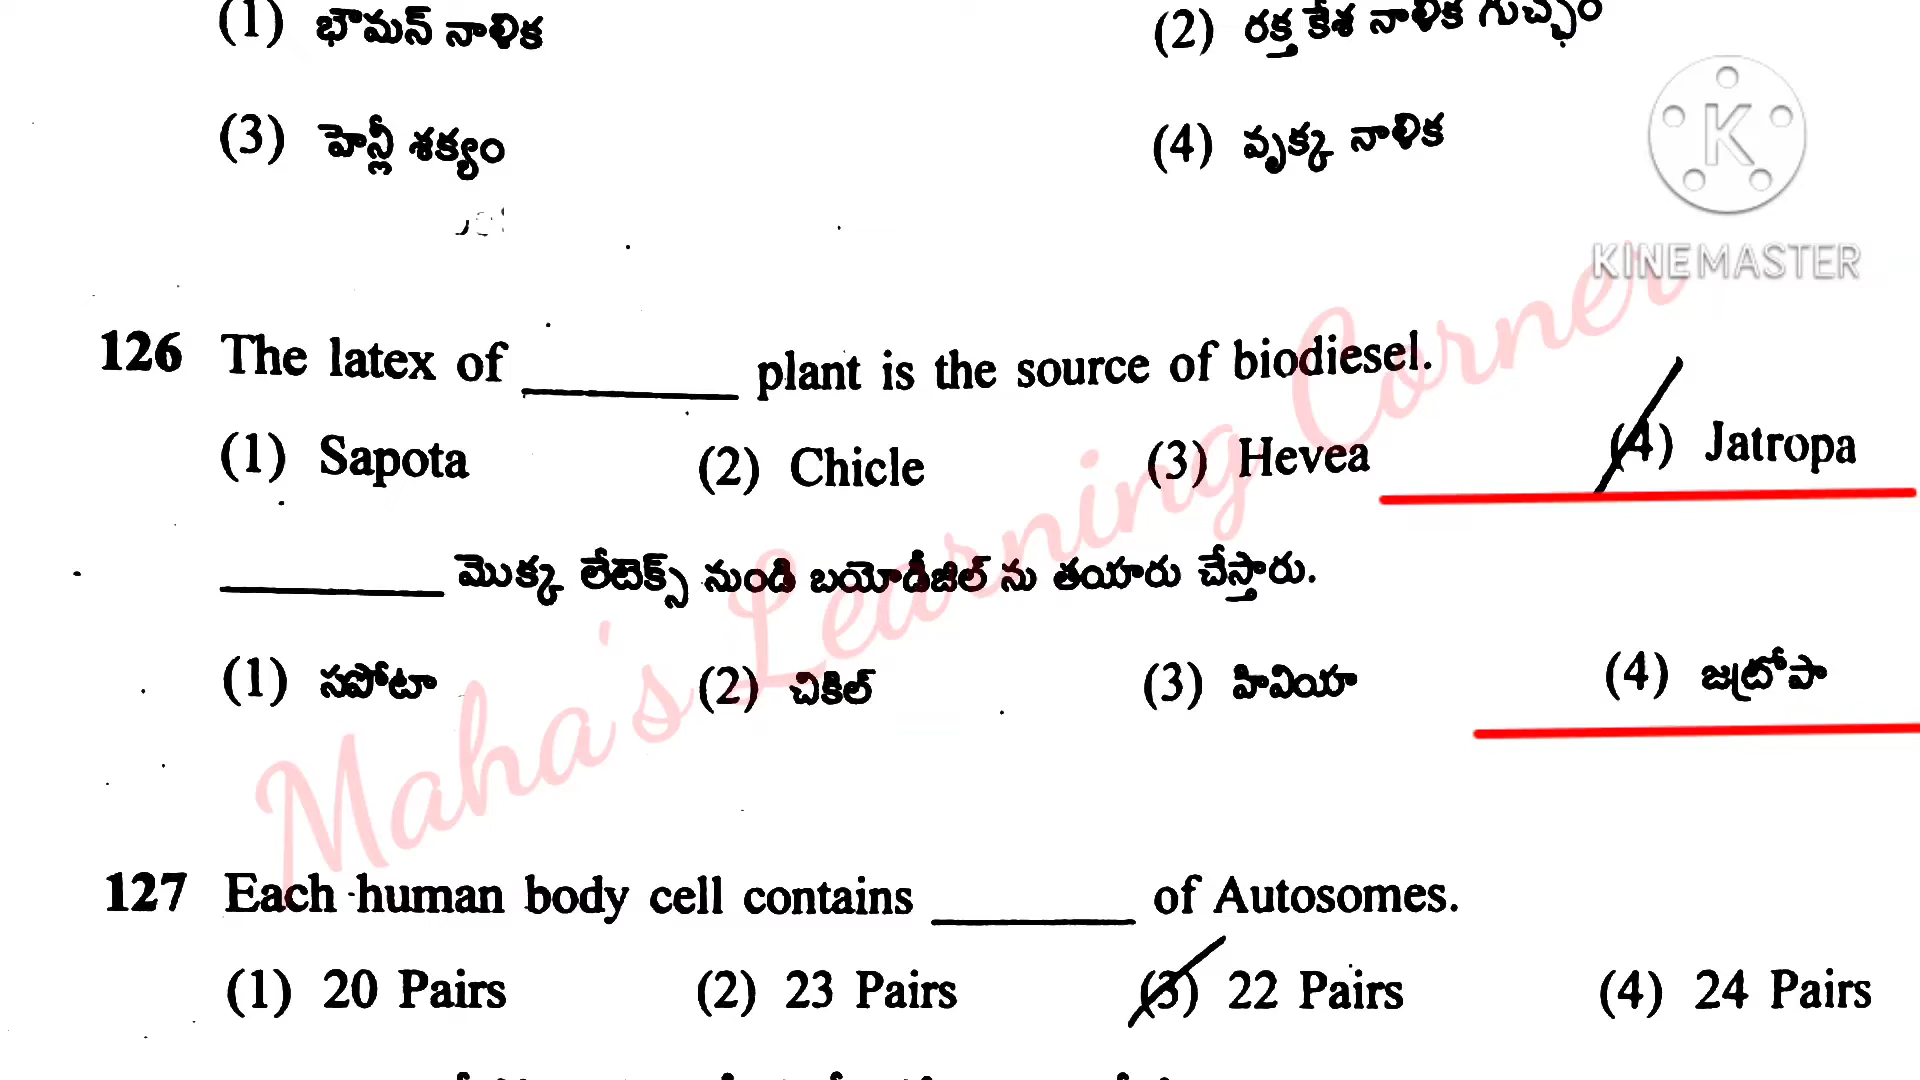 (1) భౌమన్ నాళిక (2) రక్త కేశ నాళిక గుచ్ఛం
(3) హెన్లీ శక్యం (4) వృక్క నాళిక
K
KINEMASTER
126 The latex of ________ plant is the source of biodiesel.
(1) Sapota (2) Chicle (3) Hevea (4) Jatropa
________ మొక్క లేటెక్స్ నుండి బయోడీజిల్ ను తయారు చేస్తారు.
(1) సపోటా (2) చికిల్ (3) హివియా (4) జట్రోపా
Maha's Learning Corner
127 Each human body cell contains ________ of Autosomes.
(1) 20 Pairs (2) 23 Pairs (3) 22 Pairs (4) 24 Pairs